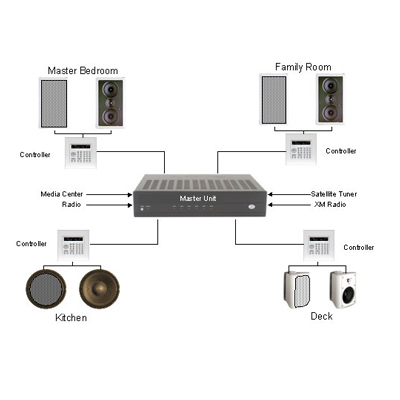 Master Bedroom
Family Room
Controller
Controller
Media Center
Radio
Master Unit
Satellite Tuner
XM Radio
Controller
Controller
Kitchen
Deck